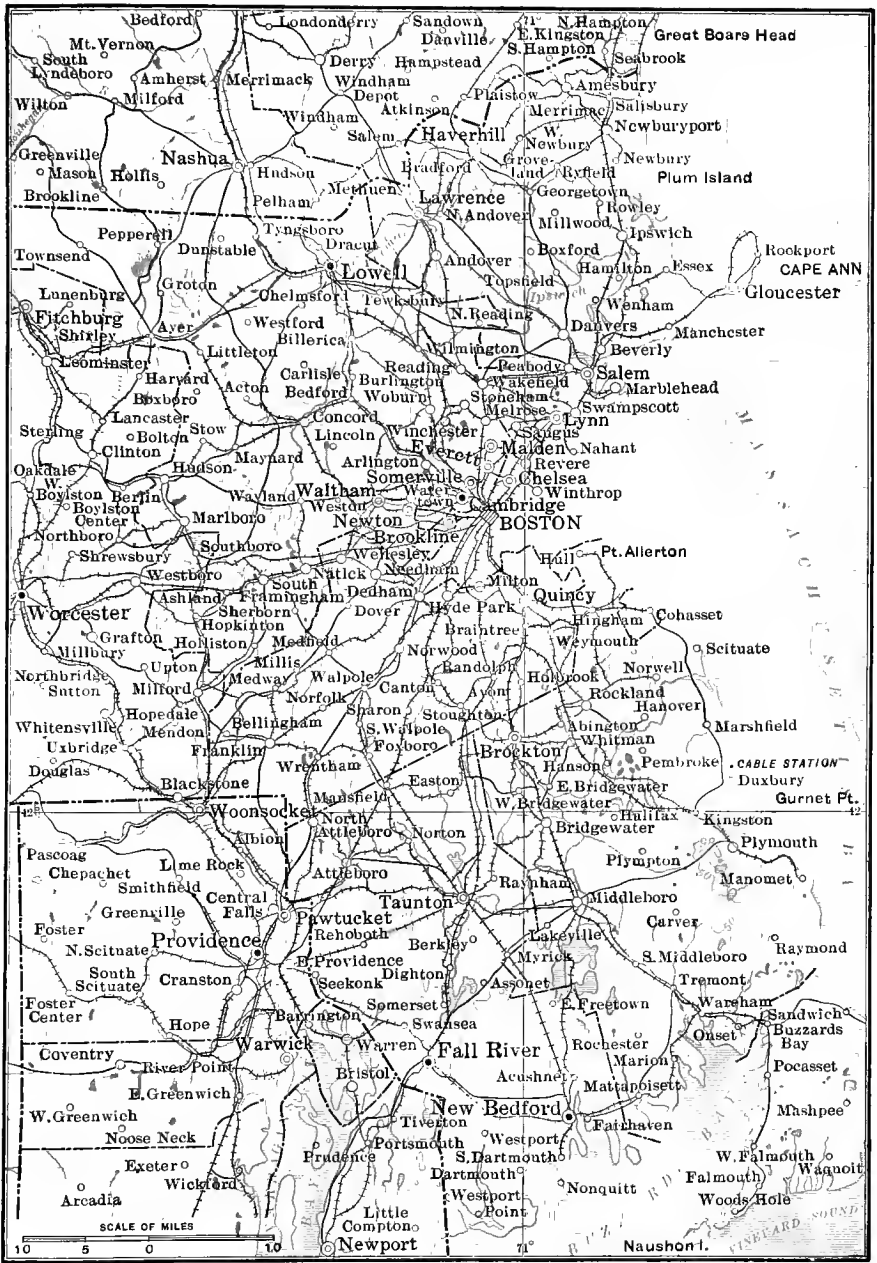 Bedford
Londonderry
Sandown
71°
N.Hampton
Mt. Vernon
Danville
E.Kingston
Great Boars Head
South
Lyndeboro
Derry
Hampstead
S.Hampton
Seabrook
Amherst
Merrimack
Windham
Depot
Plaistow
Amesbury
Wilton
Milford
Atkinson
Merrimac
Salisbury
Windham
Salem
Haverhill
W.
Newbury
Newburyport
Greenville
Nashua
Bradford
Grove-
land
Ryfield
Newbury
Mason
Hollis
Hudson
Methuen
Plum Island
Brookline
Pelham
Lawrence
Georgetown
Rowley
N.Andover
Millwood
Ipswich
Pepperell
Tyngsboro
Dracut
Townsend
Dunstable
Lowell
Andover
Boxford
Rockport
CAPE ANN
Groton
Chelmsford
Tewksbury
Topsfield
Hamilton
Essex
Ipswich
Gloucester
Lunenburg
Fitchburg
Westford
N.Reading
Wenham
Shirley
Ayer
Billerica
Danvers
Manchester
Wilmington
Beverly
Leominster
Littleton
Carlisle
Reading
Peabody
Salem
Harvard
Acton
Bedford
Burlington
Wakefield
Marblehead
Boxboro
Woburn
Stoneham
Lancaster
Concord
Melrose
Swampscott
Lynn
Sterling
Bolton
Stow
Lincoln
Winchester
Saugus
Clinton
Maynard
Arlington
Everett
Malden
Nahant
Oakdale
Hudson
Somerville
Revere
W.
Boylston
Berlin
Wayland
Waltham
Water
town
Chelsea
Boylston
Center
Weston
Cambridge
Winthrop
Marlboro
Newton
BOSTON
Northboro
Brookline
Southboro
Wellesley
Hull
Pt. Allerton
Shrewsbury
Westboro
South
Framingham
Natick
Needham
Milton
Ashland
Dedham
Quincy
Worcester
Sherborn
Dover
Hyde Park
Hingham
Cohasset
Hopkinton
Braintree
Grafton
Holliston
Medfield
Weymouth
Millbury
Norwood
Scituate
Northbridge
Upton
Millis
Randolph
Norwell
Sutton
Milford
Medway
Walpole
Canton
Avon
Holbrook
Rockland
Hopedale
Norfolk
Sharon
Stoughton
Hanover
Whitensville
Mendon
Bellingham
S.Walpole
Abington
Marshfield
Uxbridge
Franklin
Foxboro
Brockton
Whitman
Douglas
Wrentham
Hanson
Pembroke
CABLE STATION
Easton
E.Bridgewater
Duxbury
Blackstone
Mansfield
W.Bridgewater
Gurnet Pt.
42°
Woonsocket
North
Attleboro
Norton
Bridgewater
Halifax
Kingston
42
Albion
Pascoag
Lime Rock
Plympton
Plymouth
Chepachet
Smithfield
Attleboro
Raynham
Manomet
Greenville
Central
Falls
Pawtucket
Taunton
Middleboro
Carver
Foster
Providence
Rehoboth
Berkley
Lakeville
Raymond
N.Scituate
E.Providence
Myrick
S.Middleboro
South
Scituate
Cranston
Seekonk
Dighton
Assonet
Tremont
Foster
Center
Somerset
E.Freetown
Wareham
Sandwich
Hope
Barrington
Swansea
Onset
Buzzards
Bay
Coventry
Warwick
Warren
Fall River
Rochester
Marion
Pocasset
River Point
Bristol
Acushnet
Mattapoisett
E.Greenwich
New Bedford
Mashpee
W.Greenwich
Tiverton
Fairhaven
Noose Neck
Portsmouth
Westport
Prudence
S.Dartmouth
W.Falmouth
Exeter
Wickford
Dartmouth
Nonquitt
Falmouth
Waquoit
Arcadia
Westport
Point
Woods Hole
SCALE OF MILES
Little
Compton
10 5 0 10
Newport
71°
Naushon I.
VINEYARD SOUND